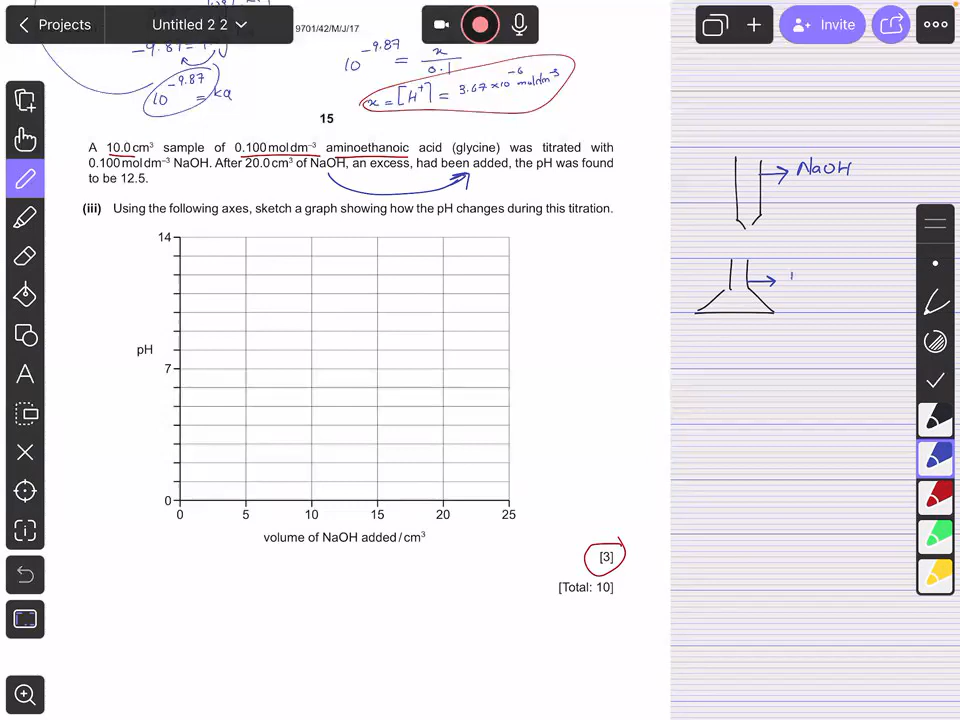 Projects
Untitled 2 2
9701/42/M/J/17
Invite
-9.87 =
10^-9.87 = ka
10^-9.87 = x/0.1
x = [H+] = 3.67 x10^-6 moldm^-3
15
A 10.0 cm³ sample of 0.100 mol dm⁻³ aminoethanoic acid (glycine) was titrated with
0.100 mol dm⁻³ NaOH. After 20.0 cm³ of NaOH, an excess, had been added, the pH was found
to be 12.5.
(iii) Using the following axes, sketch a graph showing how the pH changes during this titration.
14
pH
7
0
0 5 10 15 20 25
volume of NaOH added / cm³
[3]
[Total: 10]
NaOH
A